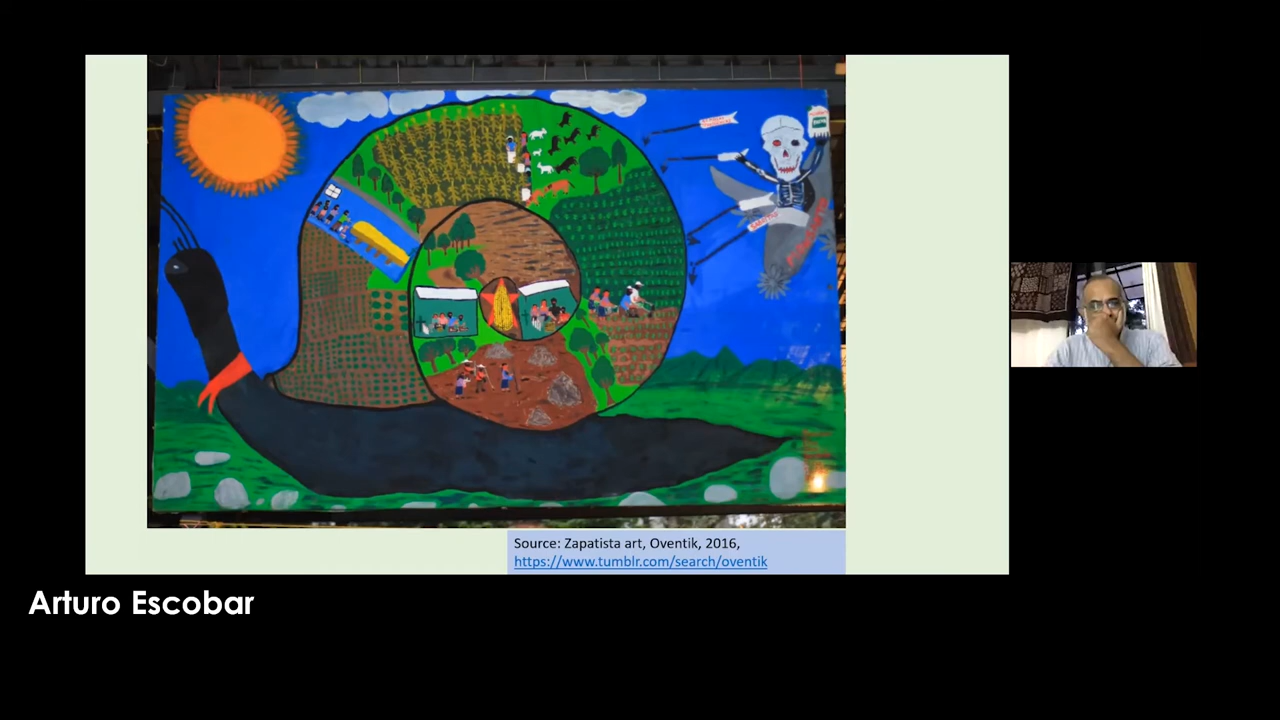 Source: Zapatista art, Oventik, 2016,
https://www.tumblr.com/search/oventik
Arturo Escobar